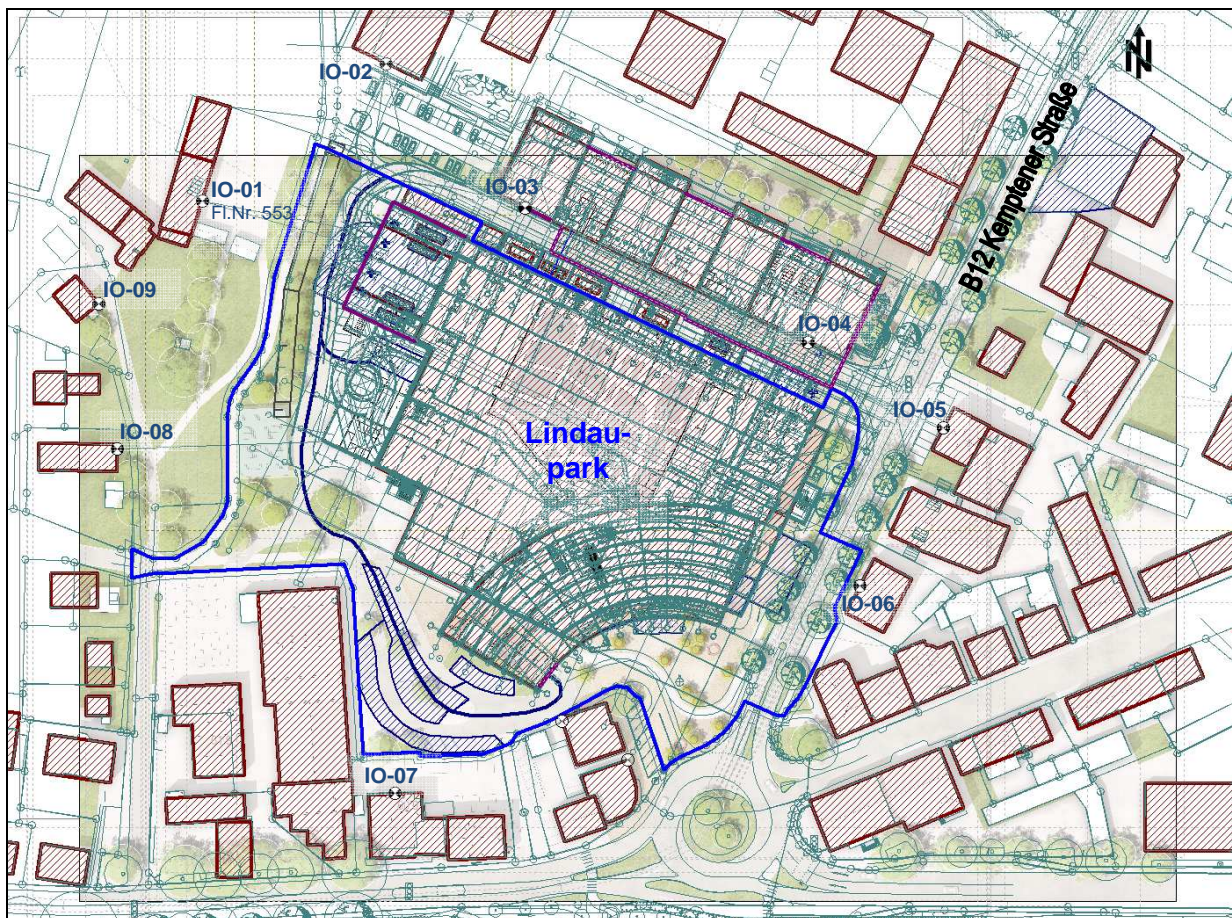 IO-02
IO-01
Fl.Nr. 553
IO-03
B12 Kemptener Straße
N
IO-09
IO-04
IO-05
IO-08
Lindau-
park
IO-06
IO-07